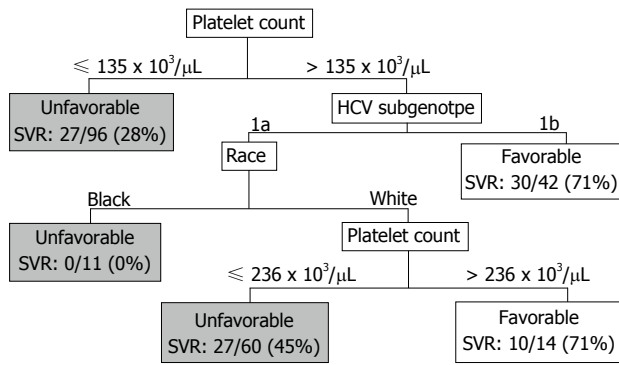 Platelet count
≤ 135 x 10³/μL
> 135 x 10³/μL
Unfavorable
SVR: 27/96 (28%)
HCV subgenotpe
1a
1b
Race
Favorable
SVR: 30/42 (71%)
Black
White
Unfavorable
SVR: 0/11 (0%)
Platelet count
≤ 236 x 10³/μL
> 236 x 10³/μL
Unfavorable
SVR: 27/60 (45%)
Favorable
SVR: 10/14 (71%)